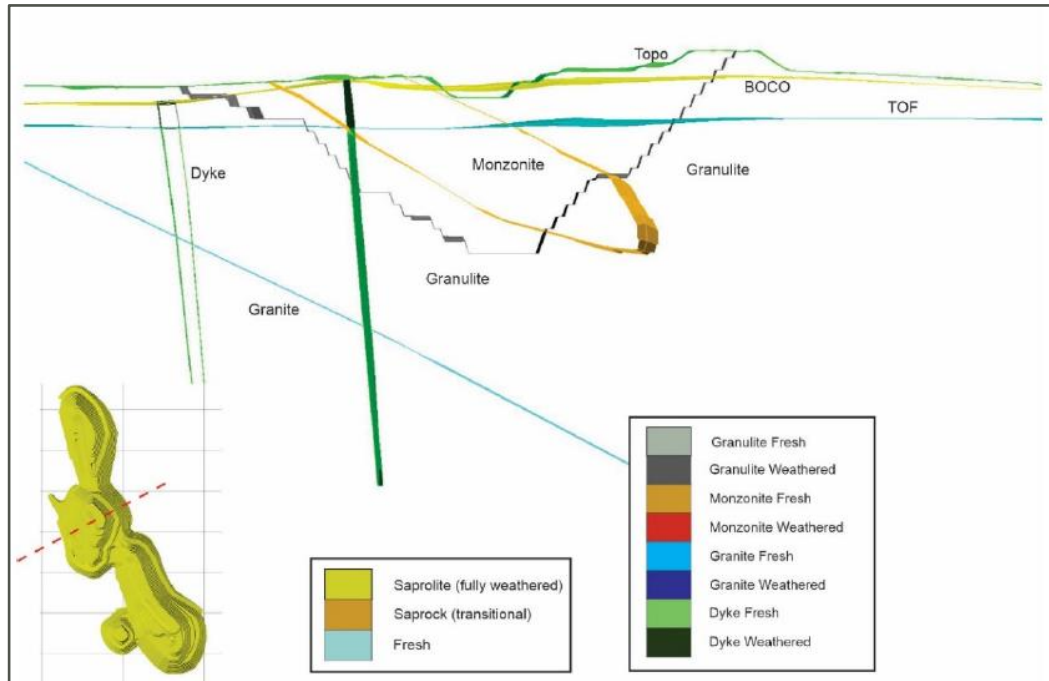 Topo
BOCO
TOF
Dyke
Monzonite
Granulite
Granulite
Granite
Granulite Fresh
Granulite Weathered
Monzonite Fresh
Monzonite Weathered
Granite Fresh
Granite Weathered
Dyke Fresh
Dyke Weathered
Saprolite (fully weathered)
Saprock (transitional)
Fresh